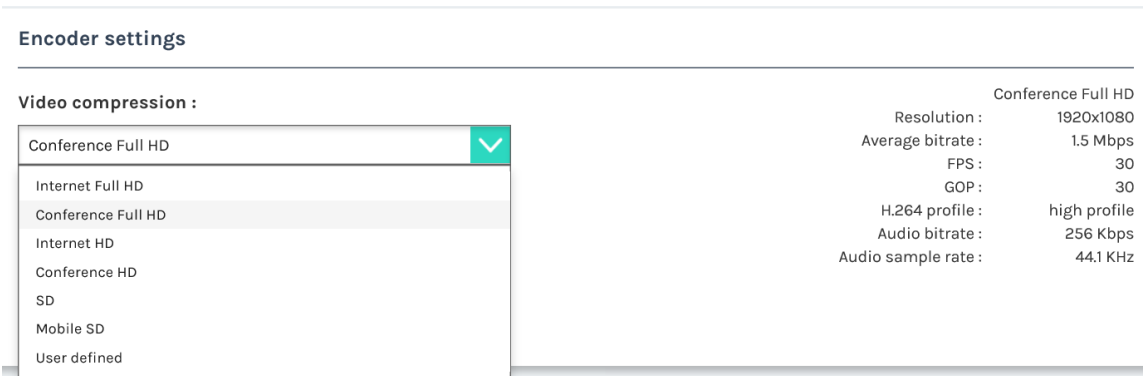 Encoder settings
Video compression :
Conference Full HD
Internet Full HD
Conference Full HD
Internet HD
Conference HD
SD
Mobile SD
User defined
Conference Full HD
Resolution : 1920x1080
Average bitrate : 1.5 Mbps
FPS : 30
GOP : 30
H.264 profile : high profile
Audio bitrate : 256 Kbps
Audio sample rate : 44.1 KHz